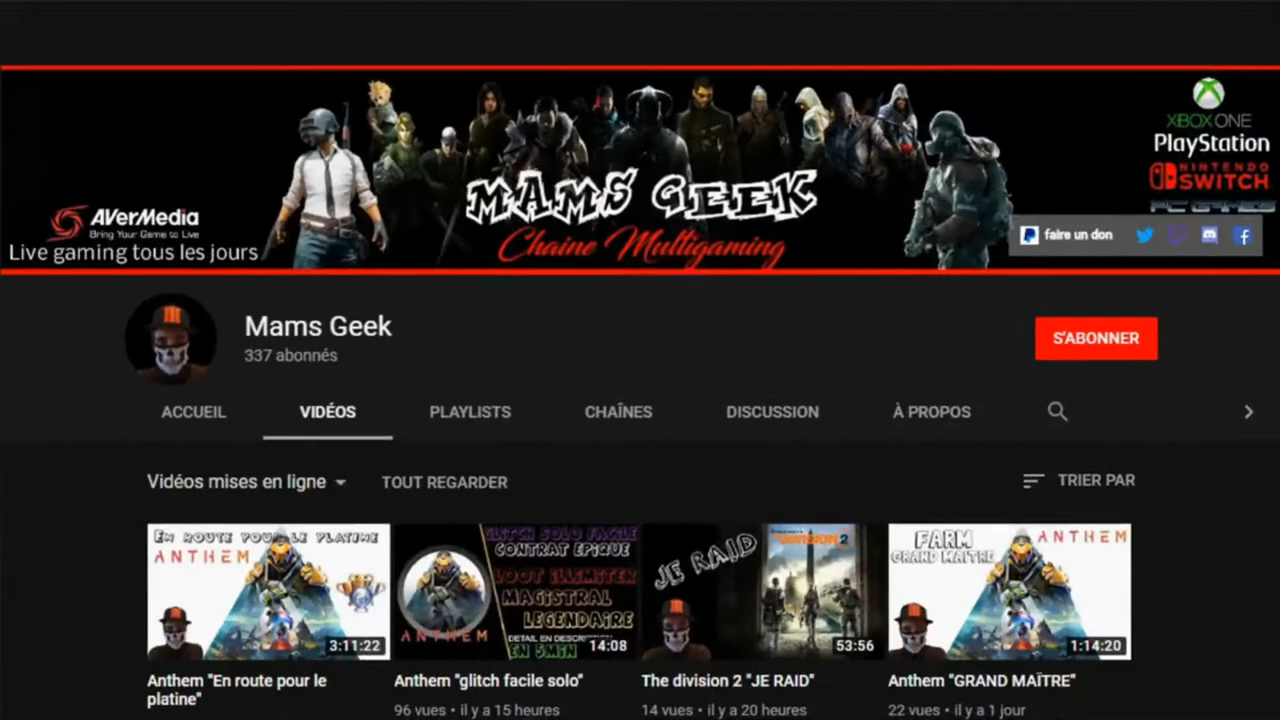 XBOX ONE
PlayStation
NINTENDO
SWITCH
PC GAMES
MAMS GEEK
Chaine Multigaming
AVerMedia
Bring Your Game to Live
Live gaming tous les jours
faire un don
Mams Geek
337 abonnés
S'ABONNER
ACCUEIL VIDÉOS PLAYLISTS CHAÎNES DISCUSSION À PROPOS
Vidéos mises en ligne TOUT REGARDER TRIER PAR
EN ROUTE POUR LE PLATINE
ANTHEM
3:11:22
GLITCH SOLO FACILE
CONTRAT EPIQUE
LOOT ILLIMITER
MAGISTRAL
LEGENDAIRE
ANTHEM
DETAIL EN DESCRIPTION
EN 5MIN
14:08
JE RAID
DIVISION 2
53:56
FARM
GRAND MAÎTRE
ANTHEM
1:14:20
Anthem "En route pour le
platine"
Anthem "glitch facile solo"
96 vues • il y a 15 heures
The division 2 "JE RAID"
14 vues • il y a 20 heures
Anthem "GRAND MAÏTRE"
22 vues • il y a 1 jour